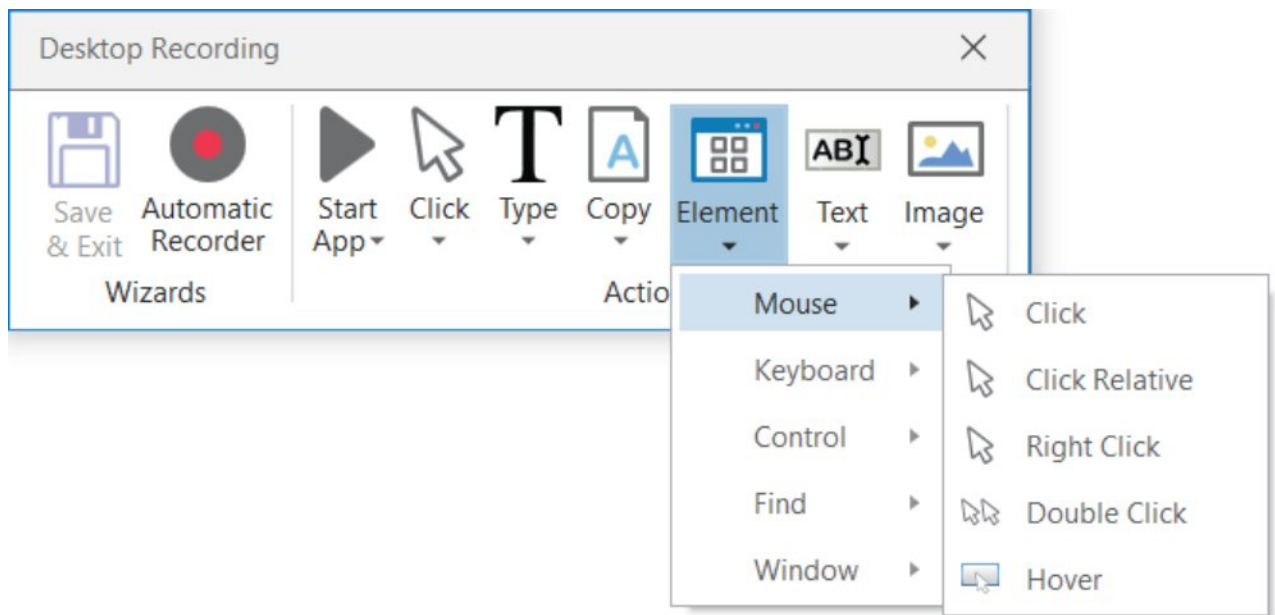 Desktop Recording
Save
& Exit
Automatic
Recorder
Start
App
Click
Type
Copy
Element
Text
Image
Wizards
Actio
Mouse
Keyboard
Control
Find
Window
Click
Click Relative
Right Click
Double Click
Hover